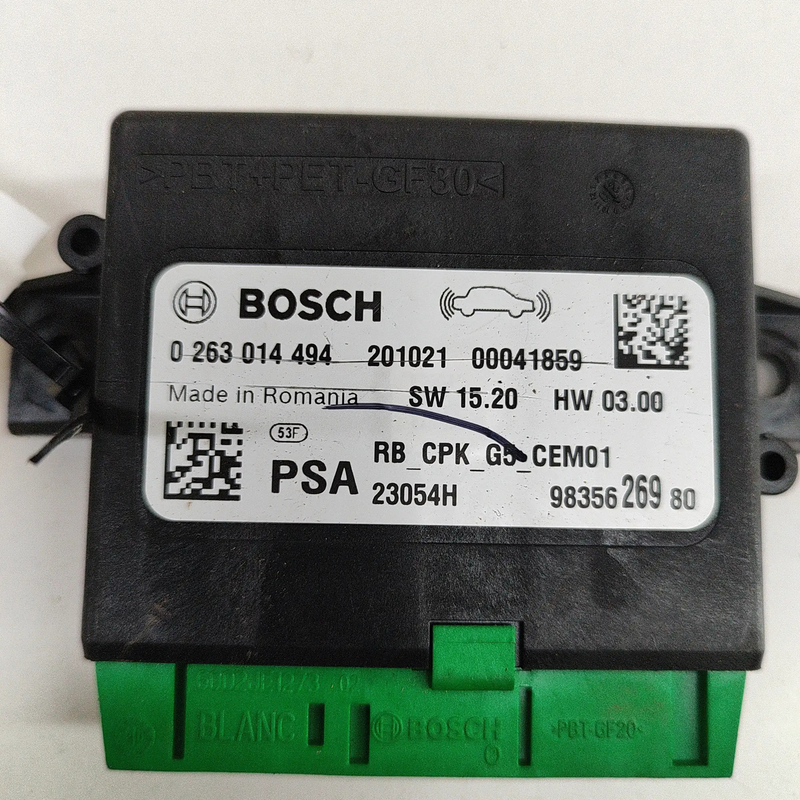 >PBT+PET-GF30<
BOSCH
0 263 014 494 201021 00041859
Made in Romania SW 15.20 HW 03.00
53F
RB_CPK_G5_CEM01
PSA
23054H 98356 269 80
BLANC BOSCH >PBT-GF20<